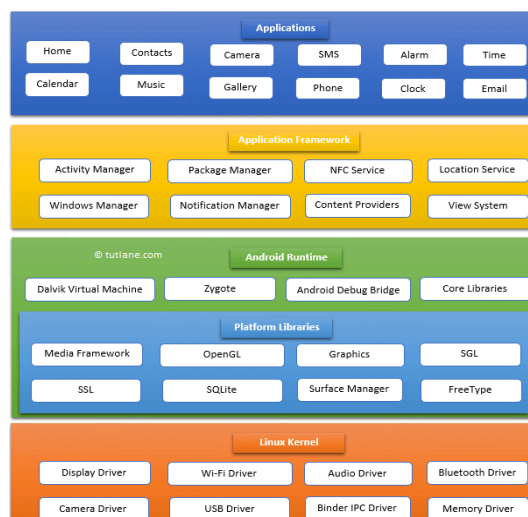 Applications
Home Contacts Camera SMS Alarm Time
Calendar Music Gallery Phone Clock Email
Application Framework
Activity Manager Package Manager NFC Service Location Service
Windows Manager Notification Manager Content Providers View System
© tutlane.com
Android Runtime
Dalvik Virtual Machine Zygote Android Debug Bridge Core Libraries
Platform Libraries
Media Framework OpenGL Graphics SGL
SSL SQLite Surface Manager FreeType
Linux Kernel
Display Driver Wi-Fi Driver Audio Driver Bluetooth Driver
Camera Driver USB Driver Binder IPC Driver Memory Driver